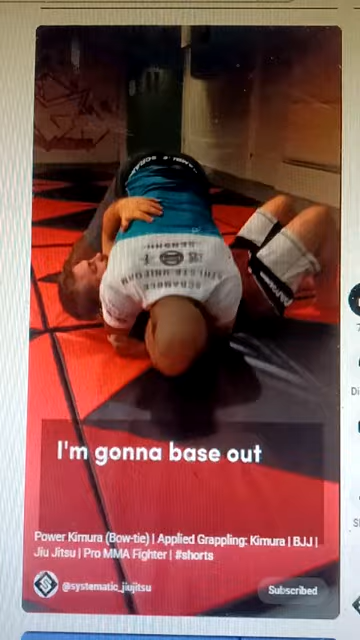 SCRAMBLE
I'm gonna base out
Power Kimura (Bow-tie) | Applied Grappling: Kimura | BJJ |
Jiu Jitsu | Pro MMA Fighter | #shorts
@systematic_jiujitsu
Subscribed